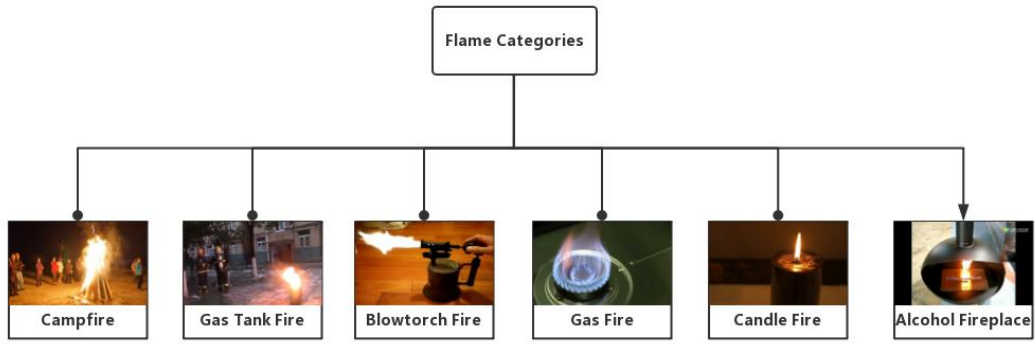 Flame Categories
Campfire
Gas Tank Fire
Blowtorch Fire
Gas Fire
Candle Fire
Alcohol Fireplace